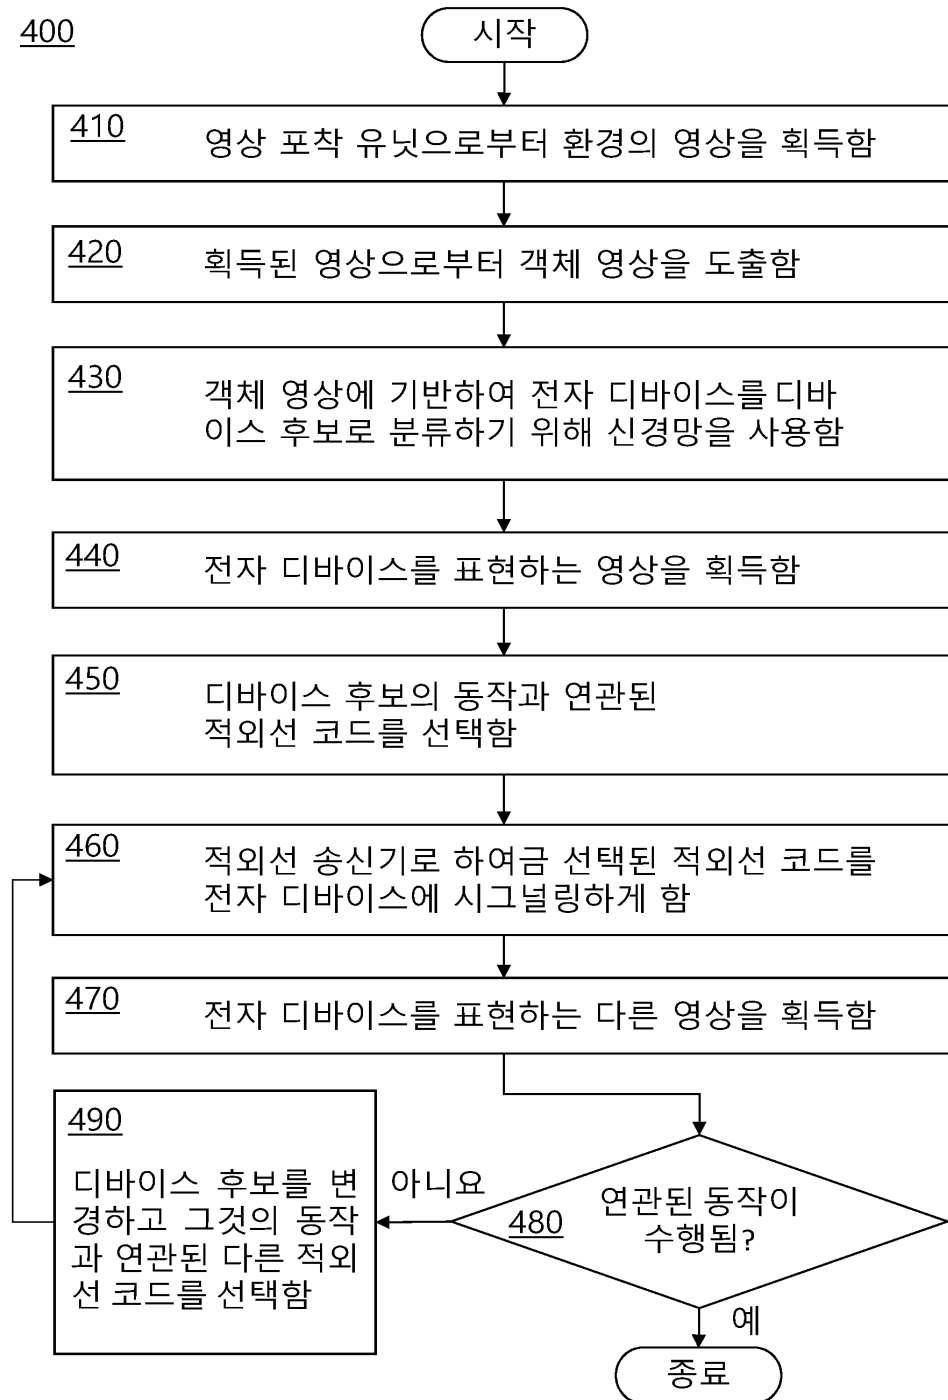 400
시작
410
영상 포착 유닛으로부터 환경의 영상을 획득함
420
획득된 영상으로부터 객체 영상을 도출함
430
객체 영상에 기반하여 전자 디바이스를 디바
이스 후보로 분류하기 위해 신경망을 사용함
440
전자 디바이스를 표현하는 영상을 획득함
450
디바이스 후보의 동작과 연관된
적외선 코드를 선택함
460
적외선 송신기로 하여금 선택된 적외선 코드를
전자 디바이스에 시그널링하게 함
470
전자 디바이스를 표현하는 다른 영상을 획득함
480
연관된 동작이
수행됨?
아니요
490
디바이스 후보를 변
경하고 그것의 동작
과 연관된 다른 적외
선 코드를 선택함
예
종료